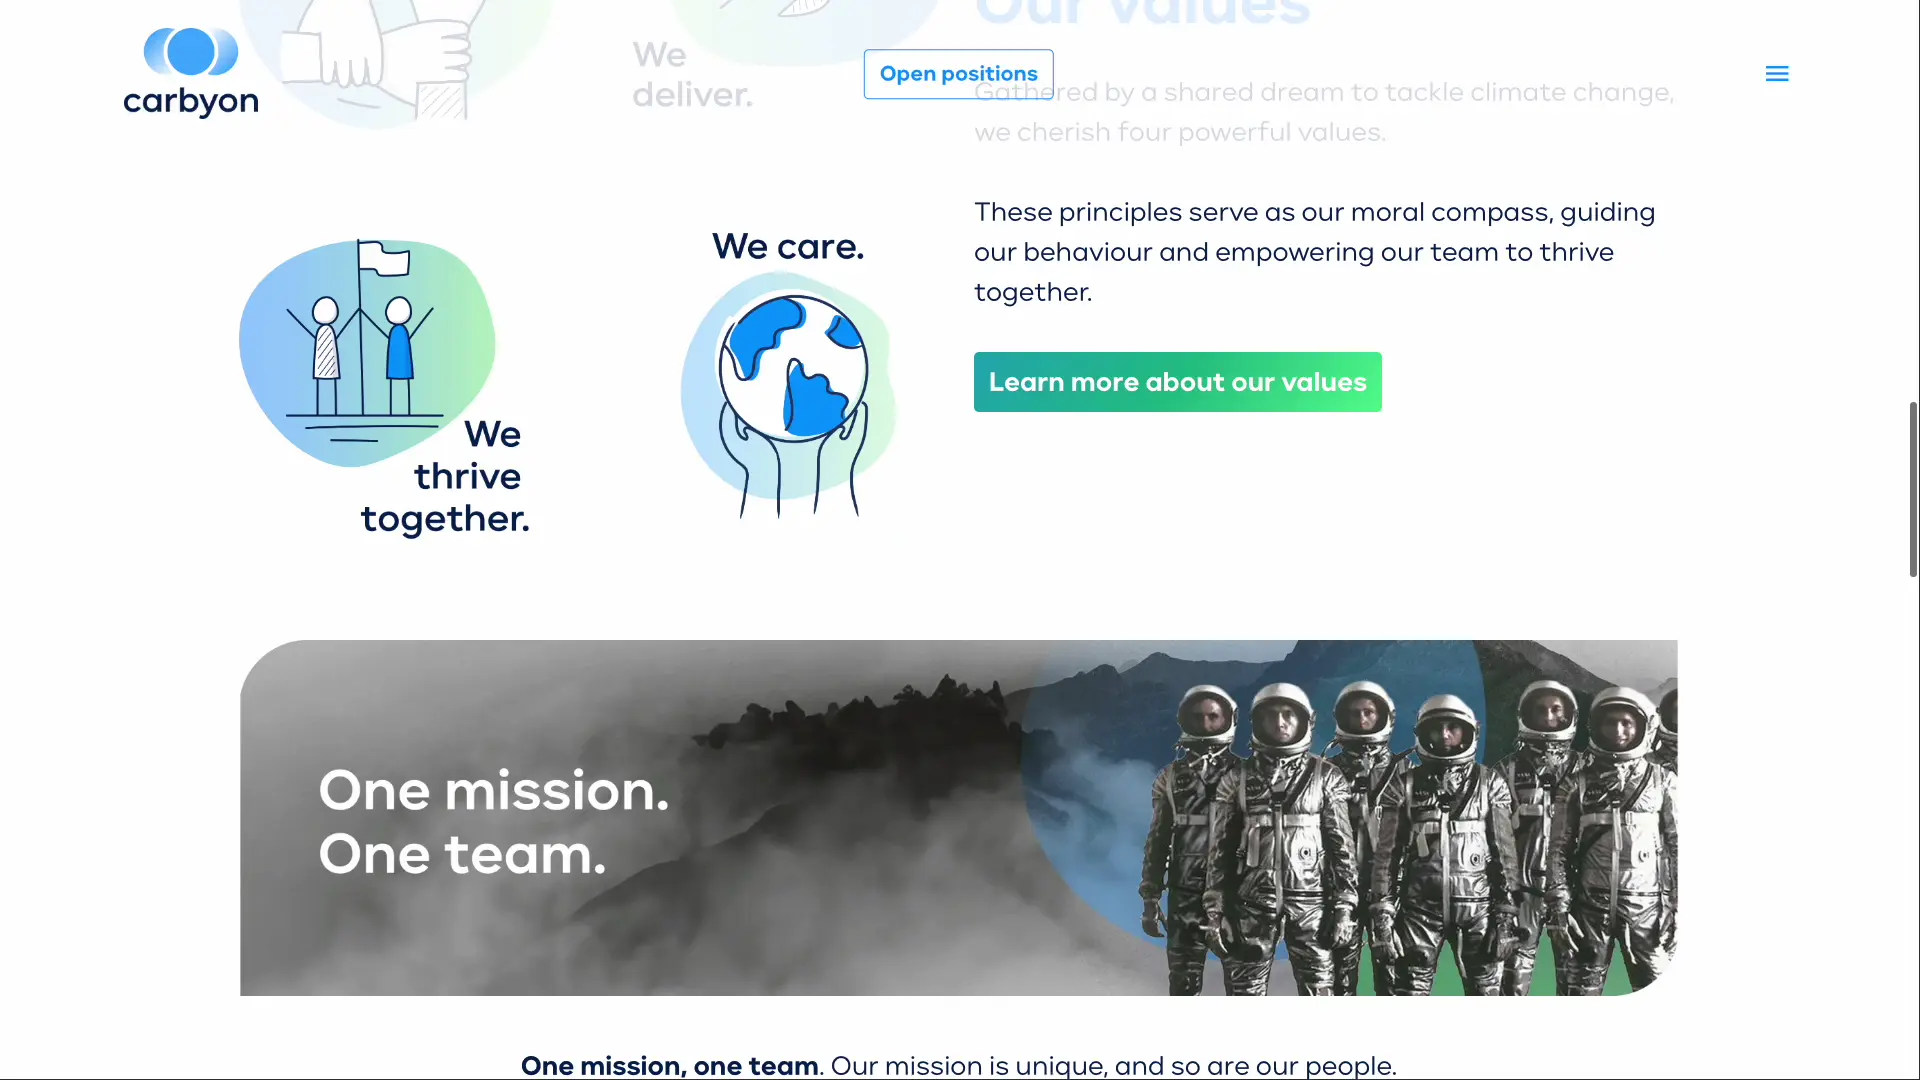 Our values
carbyon
We
deliver.
Open positions
Gathered by a shared dream to tackle climate change,
we cherish four powerful values.
These principles serve as our moral compass, guiding
our behaviour and empowering our team to thrive
together.
Learn more about our values
We care.
We
thrive
together.
One mission.
One team.
One mission, one team. Our mission is unique, and so are our people.